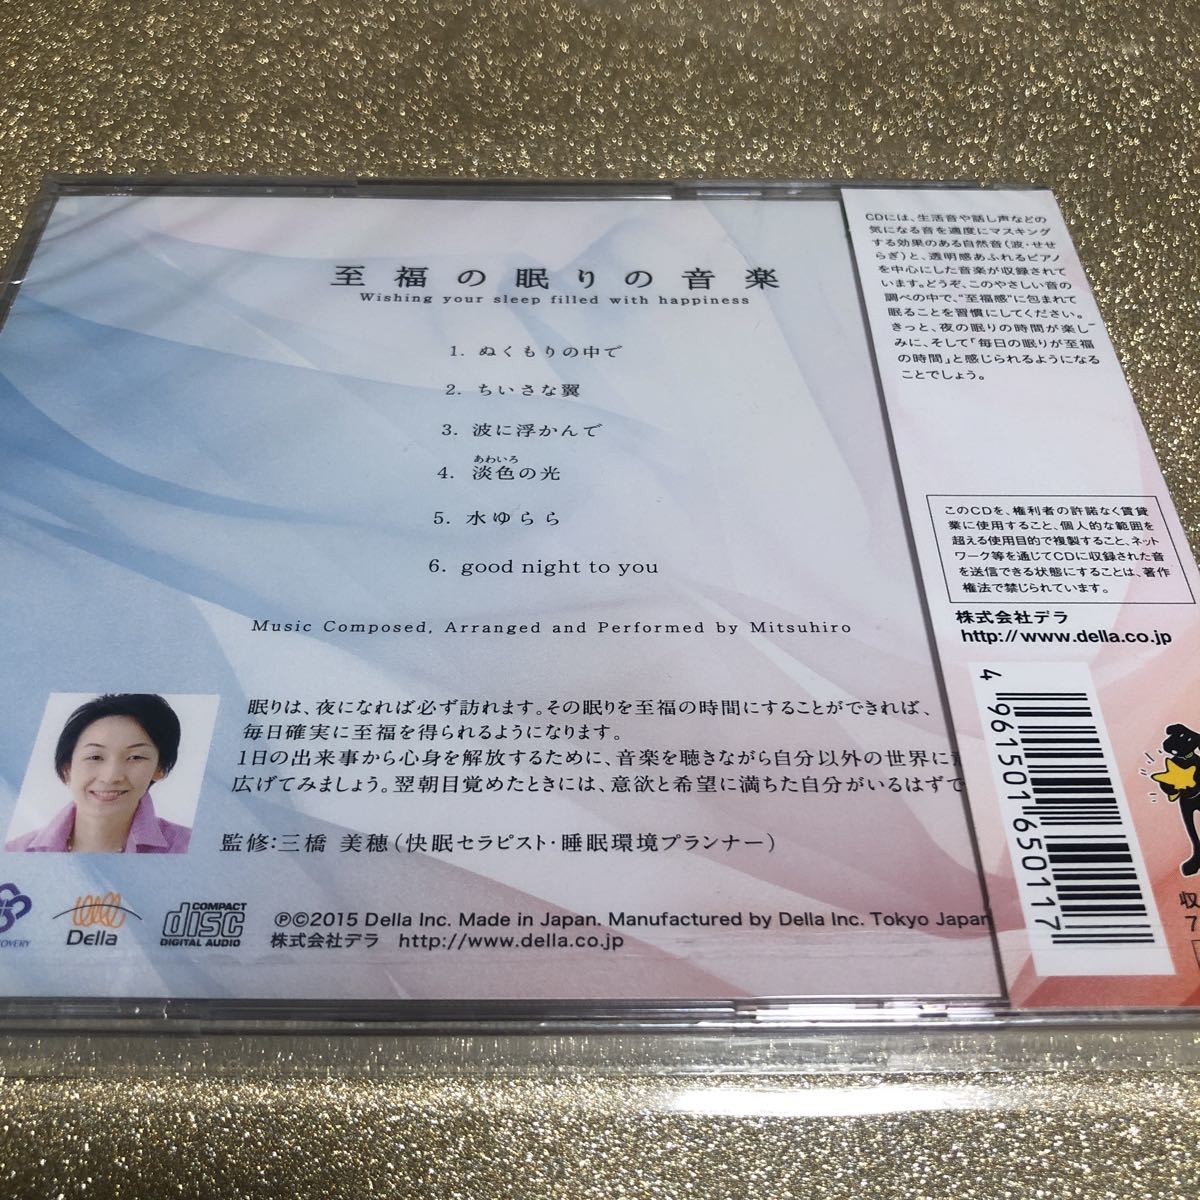 至福の眠りの音楽
Wishing your sleep filled with happiness
1. ぬくもりの中で
2. ちいさな翼
3. 波に浮かんで
あわいろ
4. 淡色の光
5. 水ゆらら
6. good night to you
Music Composed, Arranged and Performed by Mitsuhiro
眠りは、夜になれば必ず訪れます。その眠りを至福の時間にすることができれば、
毎日確実に至福を得られるようになります。
1日の出来事から心身を解放するために、音楽を聴きながら自分以外の世界に
広げてみましょう。翌朝目覚めたときには、意欲と希望に満ちた自分がいるはずで
監修：三橋 美穂（快眠セラピスト・睡眠環境プランナー）
OVERY
Della
COMPACT
disc
DIGITAL AUDIO
Ⓟ©2015 Della Inc. Made in Japan. Manufactured by Della Inc. Tokyo Japan
株式会社デラ http://www.della.co.jp
CDには、生活音や話し声などの
気になる音を適度にマスキング
する効果のある自然音（波・せせ
らぎ）と、透明感あふれるピアノ
を中心にした音楽が収録されて
います。どうぞ、このやさしい音の
調べの中で、“至福感”に包まれて
眠ることを習慣にしてください。
きっと、夜の眠りの時間が楽し
みに、そして「毎日の眠りが至福
の時間」と感じられるようになる
ことでしょう。
このCDを、権利者の許諾なく賃貸
業に使用すること、個人的な範囲を
超える使用目的で複製すること、ネット
ワーク等を通じてCDに収録された音
を送信できる状態にすることは、著作
権法で禁じられています。
株式会社デラ
http://www.della.co.jp
4 961501 650117
収
7